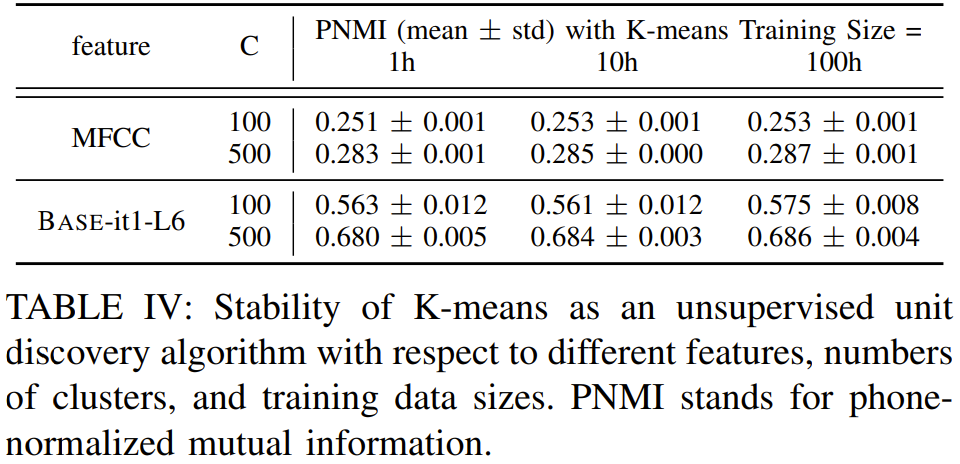 feature C PNMI (mean ± std) with K-means Training Size =
1h 10h 100h
MFCC 100 0.251 ± 0.001 0.253 ± 0.001 0.253 ± 0.001
500 0.283 ± 0.001 0.285 ± 0.000 0.287 ± 0.001
BASE-it1-L6 100 0.563 ± 0.012 0.561 ± 0.012 0.575 ± 0.008
500 0.680 ± 0.005 0.684 ± 0.003 0.686 ± 0.004
TABLE IV: Stability of K-means as an unsupervised unit
discovery algorithm with respect to different features, numbers
of clusters, and training data sizes. PNMI stands for phone-
normalized mutual information.